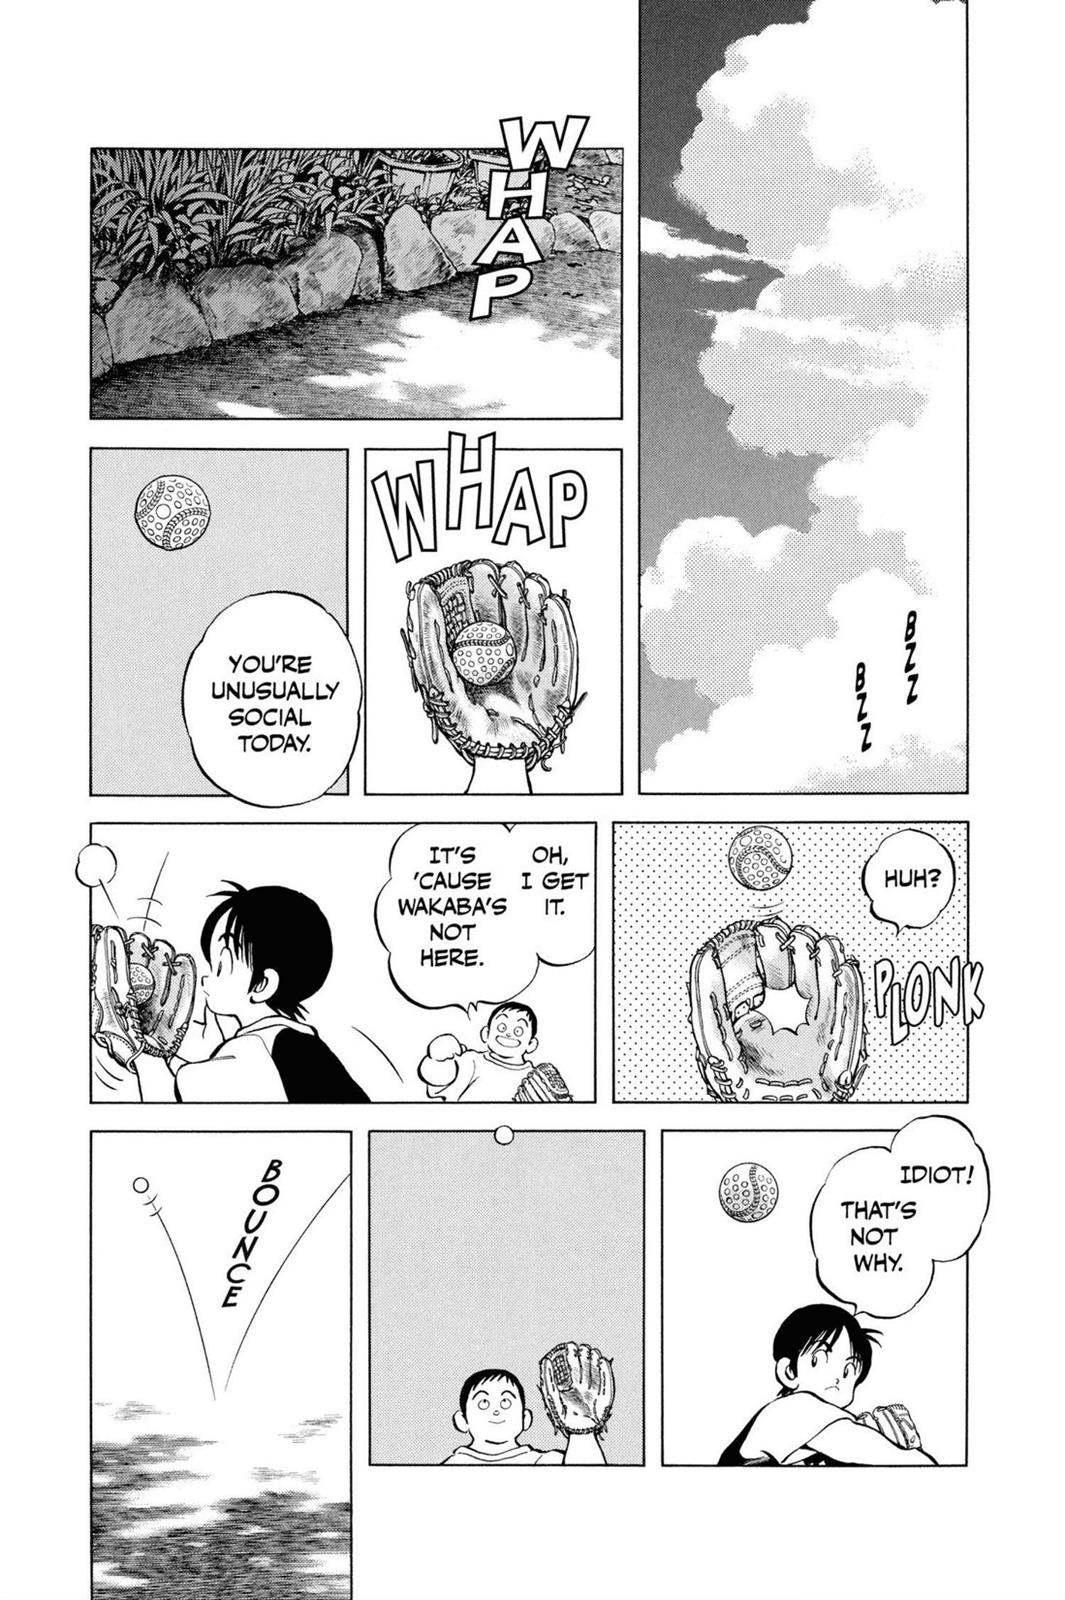 BZZ
BZZ
WHAP
WHAP
YOU'RE
UNUSUALLY
SOCIAL
TODAY.
HUH?
PLONK
OH,
I GET
IT.
IT'S
'CAUSE
WAKABA'S
NOT
HERE.
IDIOT!
THAT'S
NOT
WHY.
BOUNCE